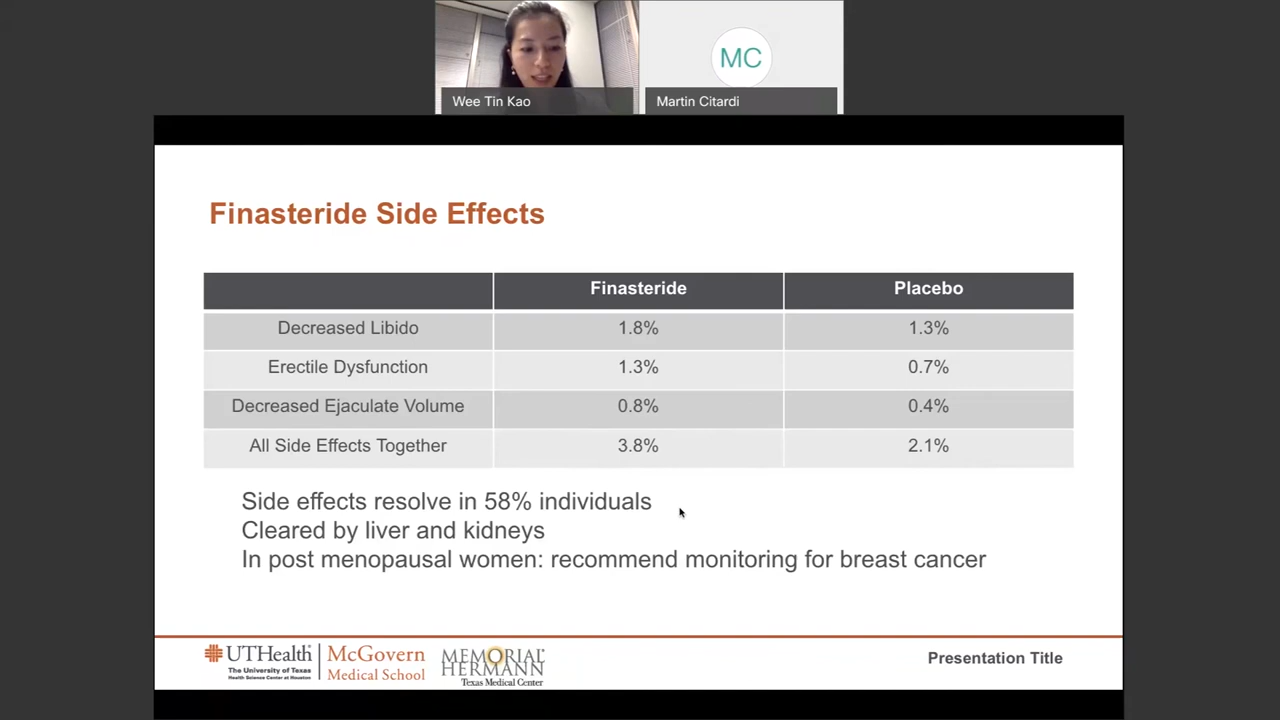 MC
Wee Tin Kao
Martin Citardi
Finasteride Side Effects
Finasteride Placebo
Decreased Libido 1.8% 1.3%
Erectile Dysfunction 1.3% 0.7%
Decreased Ejaculate Volume 0.8% 0.4%
All Side Effects Together 3.8% 2.1%
Side effects resolve in 58% individuals
Cleared by liver and kidneys
In post menopausal women: recommend monitoring for breast cancer
UTHealth
The University of Texas
Health Science Center at Houston
McGovern
Medical School
MEMORIAL
HERMANN
Texas Medical Center
Presentation Title